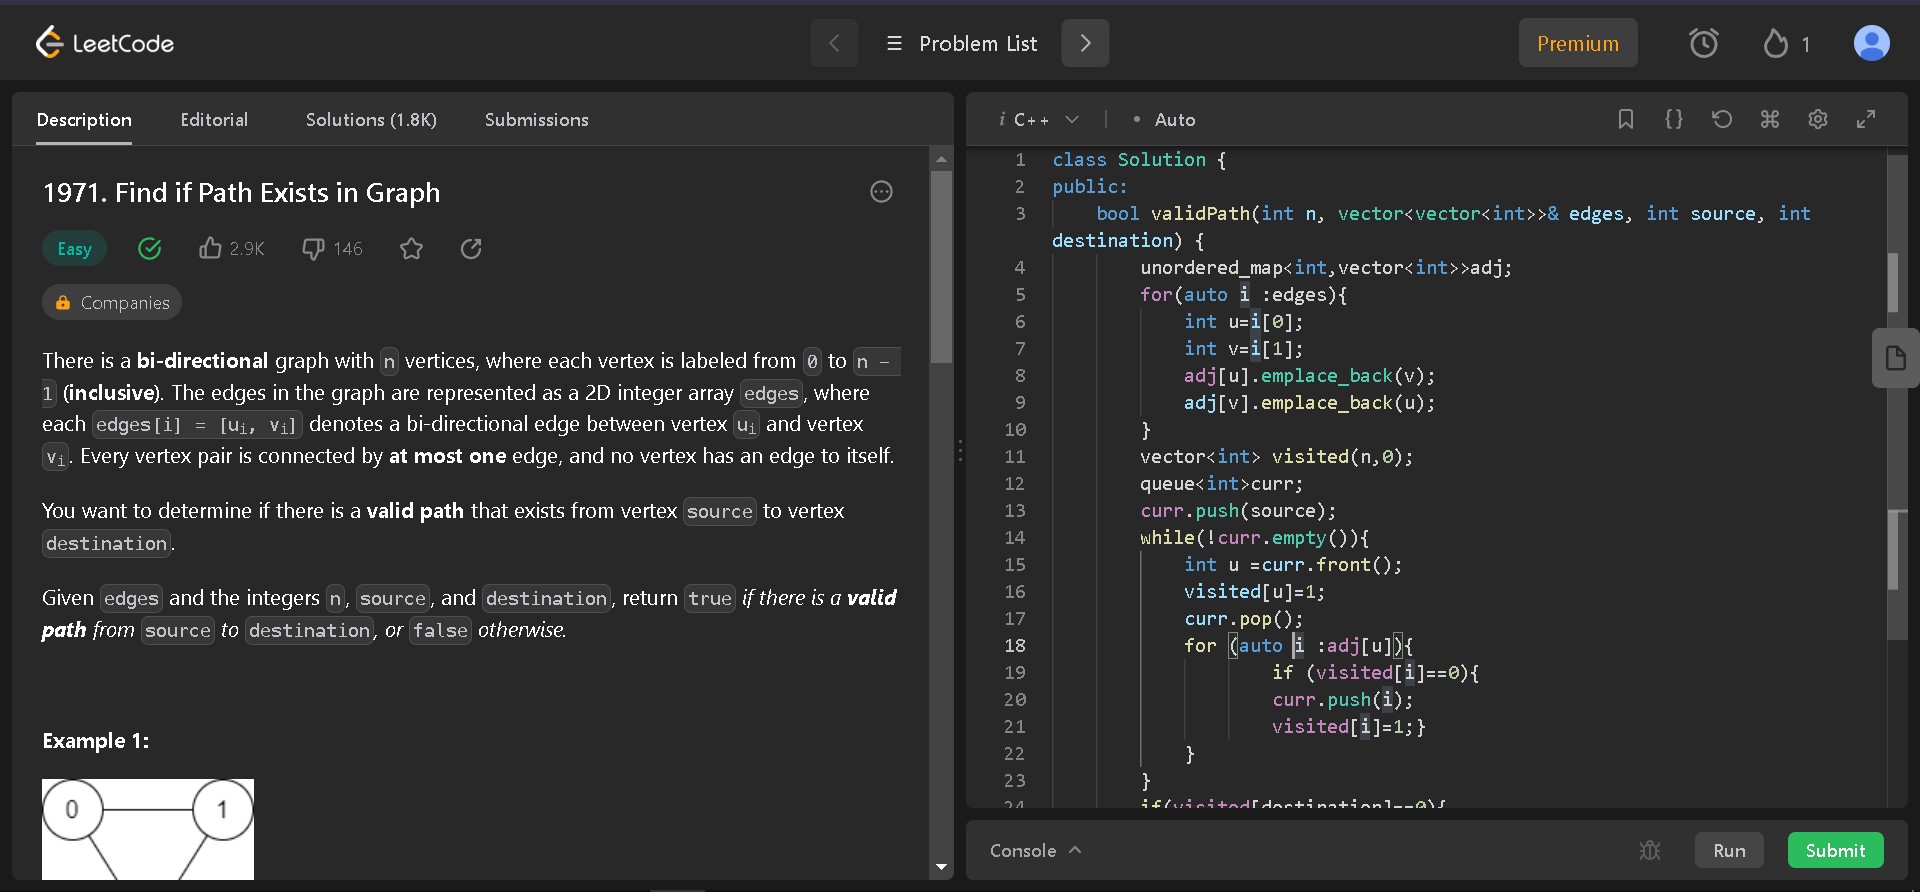 LeetCode
Problem List
Premium
1
Description Editorial Solutions (1.8K) Submissions
1971. Find if Path Exists in Graph
Easy 2.9K 146
Companies
There is a bi-directional graph with n vertices, where each vertex is labeled from 0 to n -
1 (inclusive). The edges in the graph are represented as a 2D integer array edges, where
each edges[i] = [ui, vi] denotes a bi-directional edge between vertex ui and vertex
vi. Every vertex pair is connected by at most one edge, and no vertex has an edge to itself.
You want to determine if there is a valid path that exists from vertex source to vertex
destination.
Given edges and the integers n, source, and destination, return true if there is a valid
path from source to destination, or false otherwise.
Example 1:
0 1
i C++ • Auto
1 class Solution {
2 public:
3 bool validPath(int n, vector<vector<int>>& edges, int source, int
destination) {
4 unordered_map<int,vector<int>>adj;
5 for(auto i :edges){
6 int u=i[0];
7 int v=i[1];
8 adj[u].emplace_back(v);
9 adj[v].emplace_back(u);
10 }
11 vector<int> visited(n,0);
12 queue<int>curr;
13 curr.push(source);
14 while(!curr.empty()){
15 int u =curr.front();
16 visited[u]=1;
17 curr.pop();
18 for (auto i :adj[u]){
19 if (visited[i]==0){
20 curr.push(i);
21 visited[i]=1;}
22 }
23 }
24 if(visited[destination]==0){
Console Run Submit